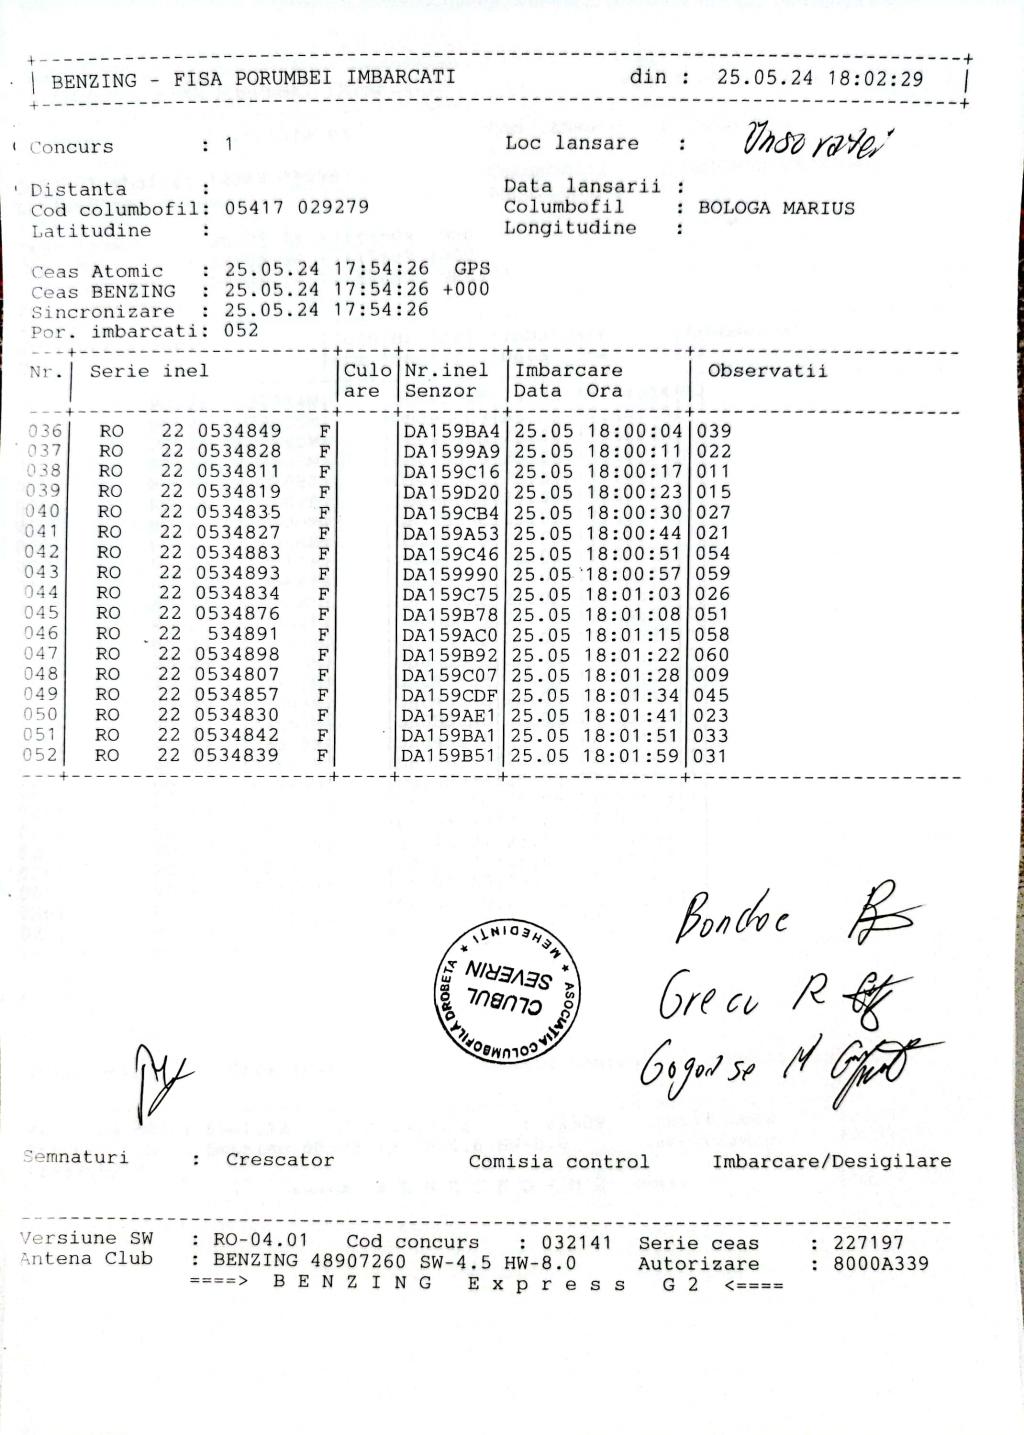 BENZING - FISA PORUMBEI IMBARCATI din : 25.05.24 18:02:29
Concurs : 1 Loc lansare :
Distanta : Data lansarii :
Cod columbofil: 05417 029279 Columbofil : BOLOGA MARIUS
Latitudine : Longitudine :
Ceas Atomic : 25.05.24 17:54:26 GPS
Ceas BENZING : 25.05.24 17:54:26 +000
Sincronizare : 25.05.24 17:54:26
Por. imbarcati: 052
Nr. Serie inel Culo Nr.inel Imbarcare Observatii
are Senzor Data Ora
036 RO 22 0534849 F DA159BA4 25.05 18:00:04 039
037 RO 22 0534828 F DA1599A9 25.05 18:00:11 022
038 RO 22 0534811 F DA159C16 25.05 18:00:17 011
039 RO 22 0534819 F DA159D20 25.05 18:00:23 015
040 RO 22 0534835 F DA159CB4 25.05 18:00:30 027
041 RO 22 0534827 F DA159A53 25.05 18:00:44 021
042 RO 22 0534883 F DA159C46 25.05 18:00:51 054
043 RO 22 0534893 F DA159990 25.05 18:00:57 059
044 RO 22 0534834 F DA159C75 25.05 18:01:03 026
045 RO 22 0534876 F DA159B78 25.05 18:01:08 051
046 RO 22 534891 F DA159AC0 25.05 18:01:15 058
047 RO 22 0534898 F DA159B92 25.05 18:01:22 060
048 RO 22 0534807 F DA159C07 25.05 18:01:28 009
049 RO 22 0534857 F DA159CDF 25.05 18:01:34 045
050 RO 22 0534830 F DA159AE1 25.05 18:01:41 023
051 RO 22 0534842 F DA159BA1 25.05 18:01:51 033
052 RO 22 0534839 F DA159B51 25.05 18:01:59 031
Bondoc
ASOCIAȚIA COLUMBOFILĂ DROBETA * MEHEDINTI *
CLUBUL
SEVERIN
Grecu R
M
Semnaturi : Crescator Comisia control Imbarcare/Desigilare
Versiune SW : RO-04.01 Cod concurs : 032141 Serie ceas : 227197
Antena Club : BENZING 48907260 SW-4.5 HW-8.0 Autorizare : 8000A339
====> B E N Z I N G E x p r e s s G 2 <====